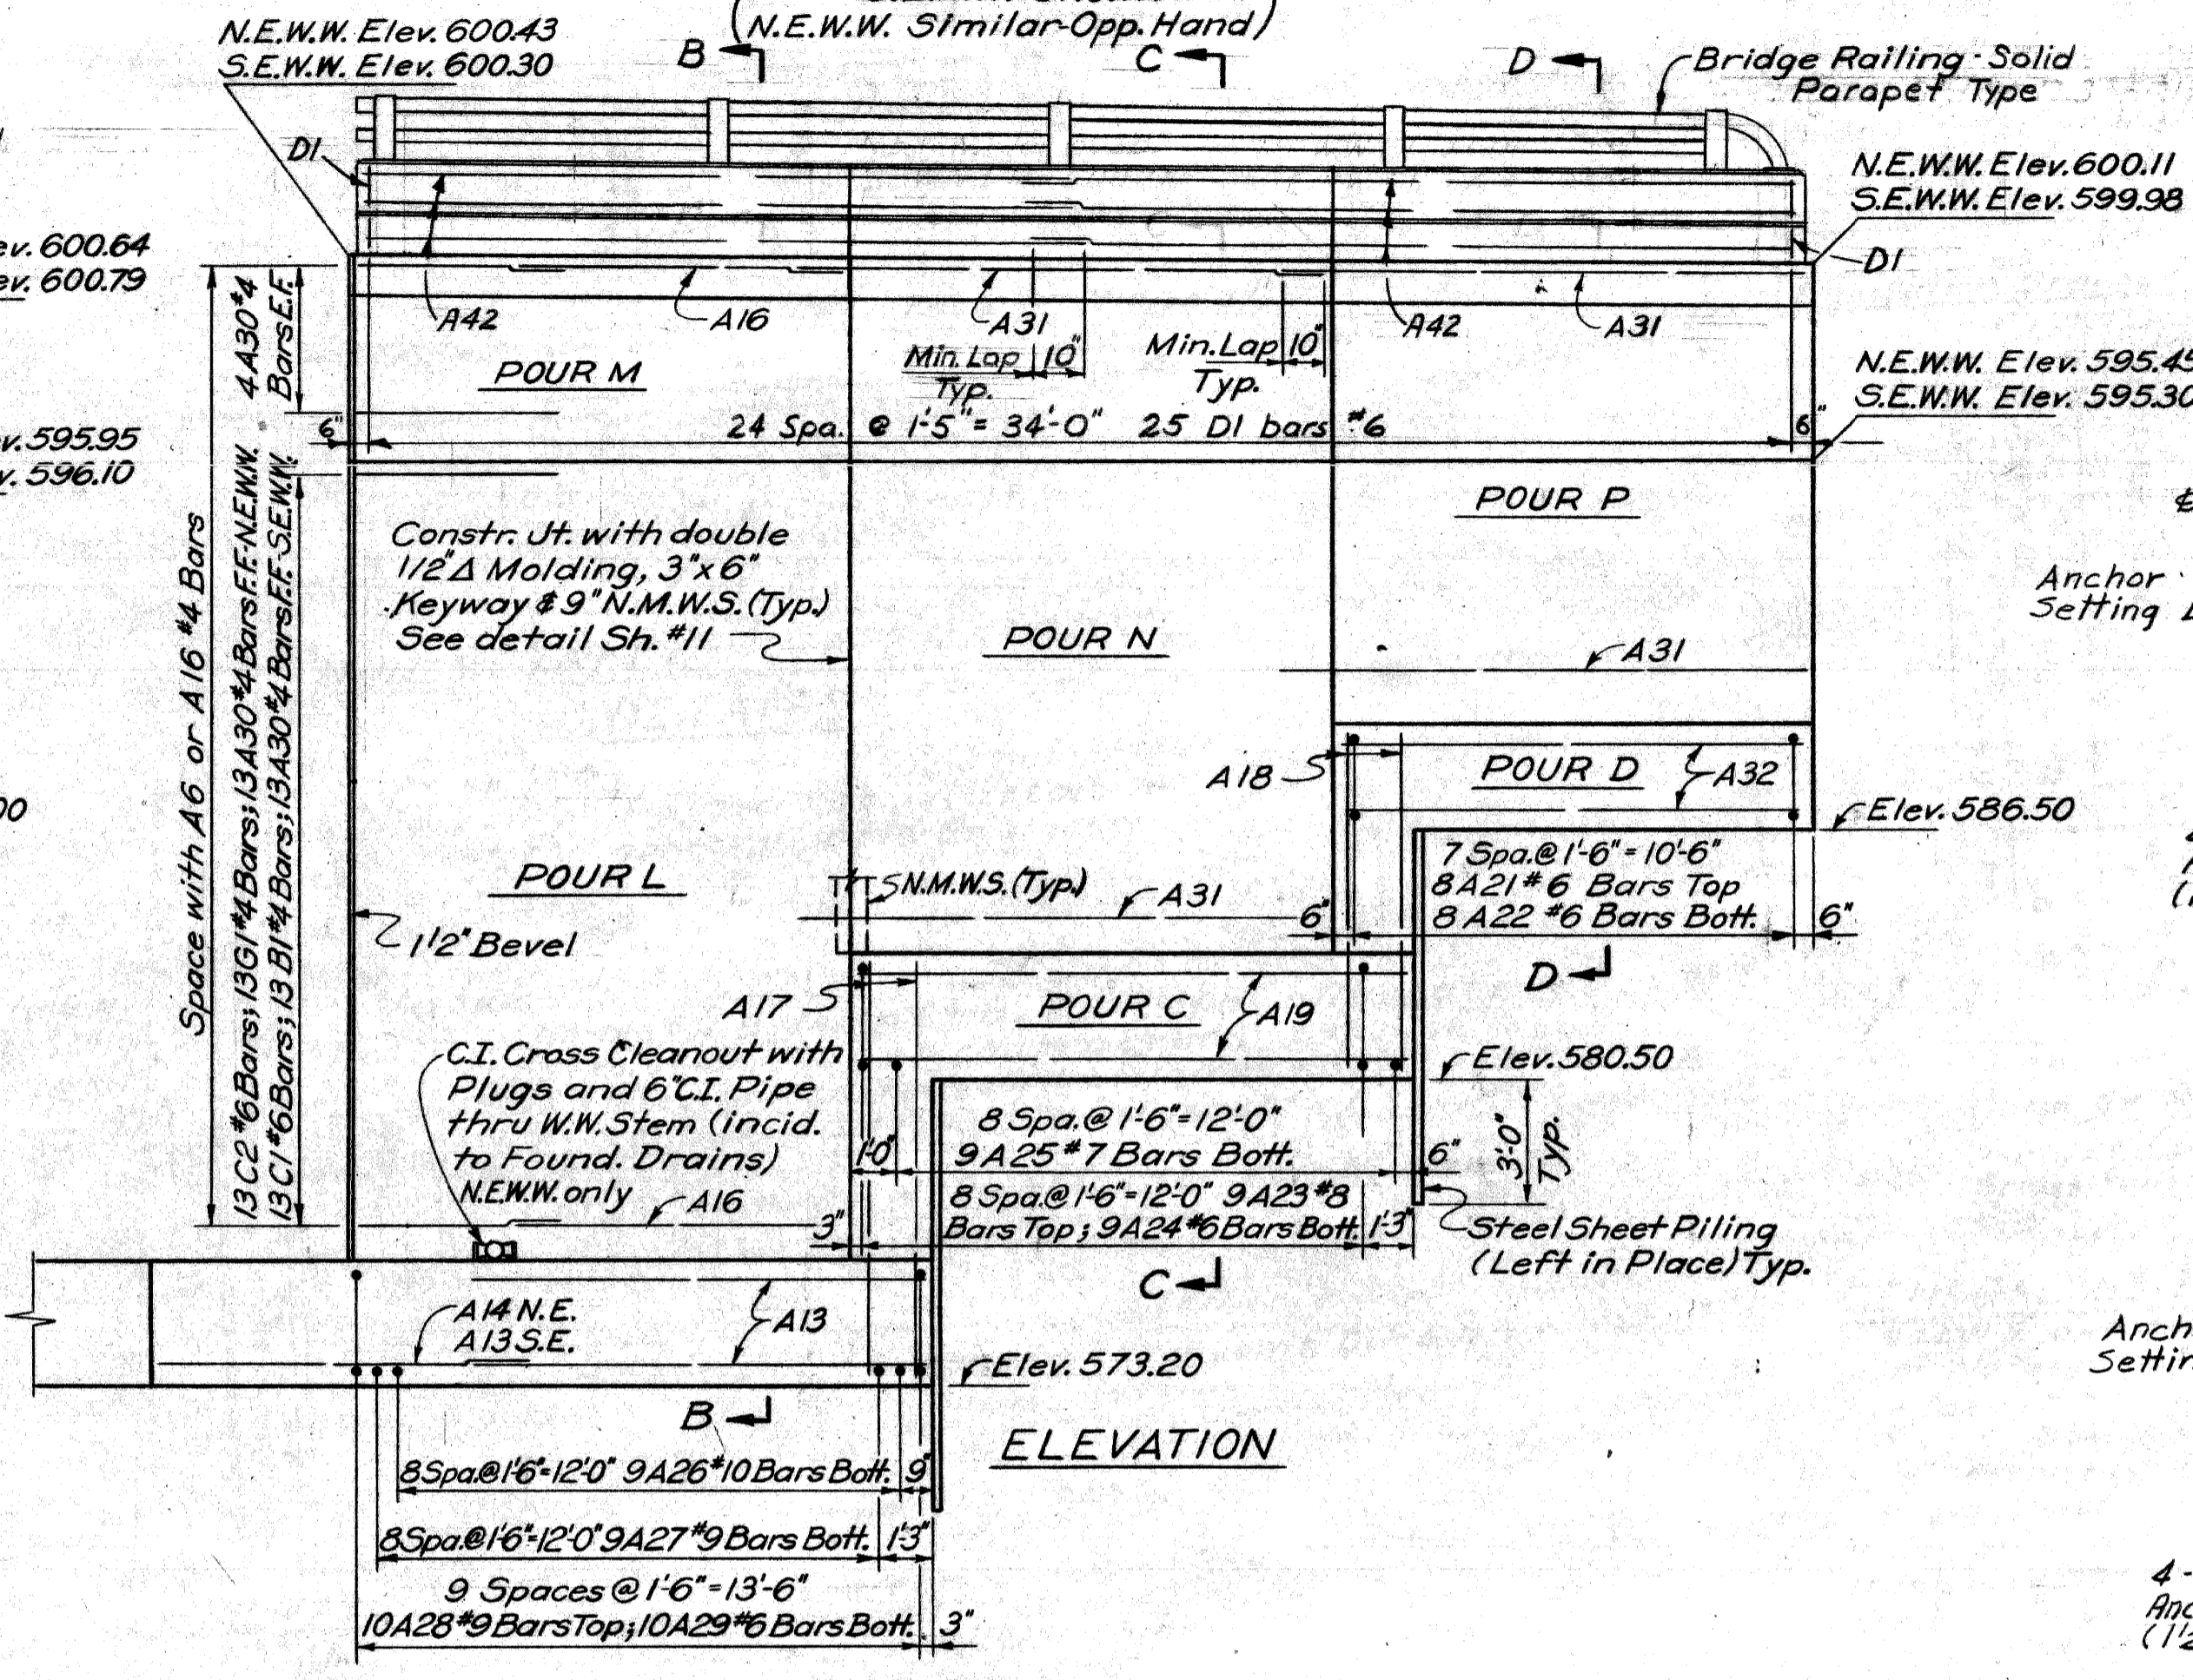 (N.E.W.W. Similar-Opp. Hand)
N.E.W.W. Elev. 600.43
S.E.W.W. Elev. 600.30
B
C
D
Bridge Railing - Solid
Parapet Type
D1
N.E.W.W. Elev. 600.11
S.E.W.W. Elev. 599.98
D1
ev. 600.64
ev. 600.79
A42
A16
A31
A42
A31
Min. Lap 10"
Typ.
Min. Lap 10"
Typ.
POUR M
N.E.W.W. Elev. 595.45
S.E.W.W. Elev. 595.30
6"
24 Spa. @ 1'-5" = 34'-0" 25 D1 bars #6
6"
v. 595.95
v. 596.10
4A30 #4
Bars E.F.
Space with A6 or A16 #4 Bars
13C2 #6 Bars; 13G1 #4 Bars; 13A30 #4 Bars F.F.-N.E.W.W.
13C1 #6 Bars; 13B1 #4 Bars; 13A30 #4 Bars F.F.-S.E.W.W.
POUR P
Constr. Jt. with double
1/2" Δ Molding, 3"x6"
Keyway & 9" N.M.W.S. (Typ.)
See detail Sh. #11
POUR N
A31
Anchor
Setting
A18
POUR D
A32
00
Elev. 586.50
7 Spa. @ 1'-6" = 10'-6"
8 A21 #6 Bars Top
8 A22 #6 Bars Bott.
6"
6"
POUR L
N.M.W.S. (Typ.)
A31
1 1/2" Bevel
D
A17
POUR C
A19
C.I. Cross Cleanout with
Plugs and 6" C.I. Pipe
thru W.W. Stem (incid.
to Found. Drains)
N.E.W.W. only
A16
Elev. 580.50
8 Spa. @ 1'-6" = 12'-0"
9 A25 #7 Bars Bott.
1'-0"
6"
3'-0"
Typ.
8 Spa. @ 1'-6" = 12'-0" 9 A23 #8
Bars Top; 9 A24 #6 Bars Bott.
3"
1'-3"
Steel Sheet Piling
(Left in Place) Typ.
C
A14 N.E.
A13 S.E.
A13
Elev. 573.20
Anch
Settin
B
ELEVATION
8 Spa. @ 1'-6" = 12'-0" 9 A26 #10 Bars Bott.
9"
8 Spa. @ 1'-6" = 12'-0" 9 A27 #9 Bars Bott.
1'-3"
9 Spaces @ 1'-6" = 13'-6"
10 A28 #9 Bars Top; 10 A29 #6 Bars Bott.
3"
4-
Anc
(1½